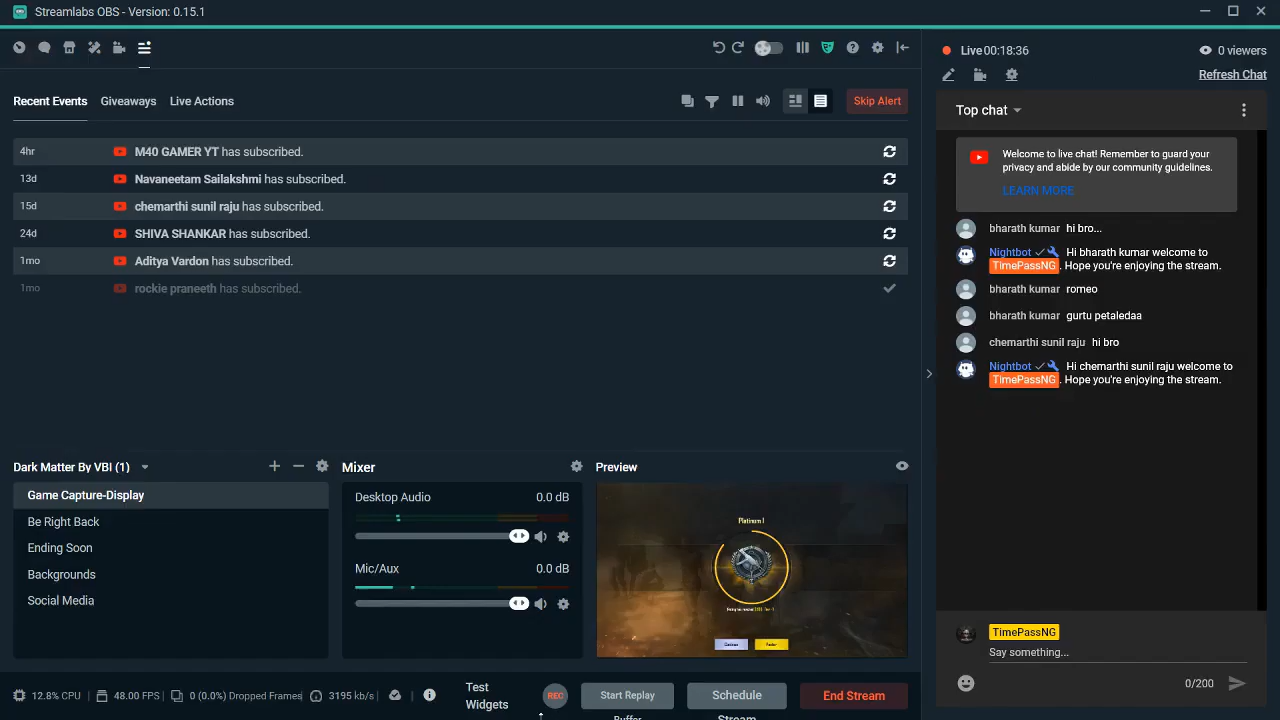 Streamlabs OBS - Version: 0.15.1
Live 00:18:36
0 viewers
Refresh Chat
Recent Events Giveaways Live Actions
Skip Alert
4hr M40 GAMER YT has subscribed.
13d Navaneetam Sailakshmi has subscribed.
15d chemarthi sunil raju has subscribed.
24d SHIVA SHANKAR has subscribed.
1mo Aditya Vardon has subscribed.
1mo rockie praneeth has subscribed.
Top chat
Welcome to live chat! Remember to guard your
privacy and abide by our community guidelines.
LEARN MORE
bharath kumar hi bro...
Nightbot Hi bharath kumar welcome to
TimePassNG. Hope you're enjoying the stream.
bharath kumar romeo
bharath kumar gurtu petaledaa
chemarthi sunil raju hi bro
Nightbot Hi chemarthi sunil raju welcome to
TimePassNG. Hope you're enjoying the stream.
Dark Matter By VBI (1)
Game Capture-Display
Be Right Back
Ending Soon
Backgrounds
Social Media
Mixer
Desktop Audio 0.0 dB
Mic/Aux 0.0 dB
Preview
Platinum I
TimePassNG
Say something...
0/200
12.8% CPU 48.00 FPS 0 (0.0%) Dropped Frames 3195 kb/s
Test
Widgets
REC
Start Replay
Buffer
Schedule
Stream
End Stream